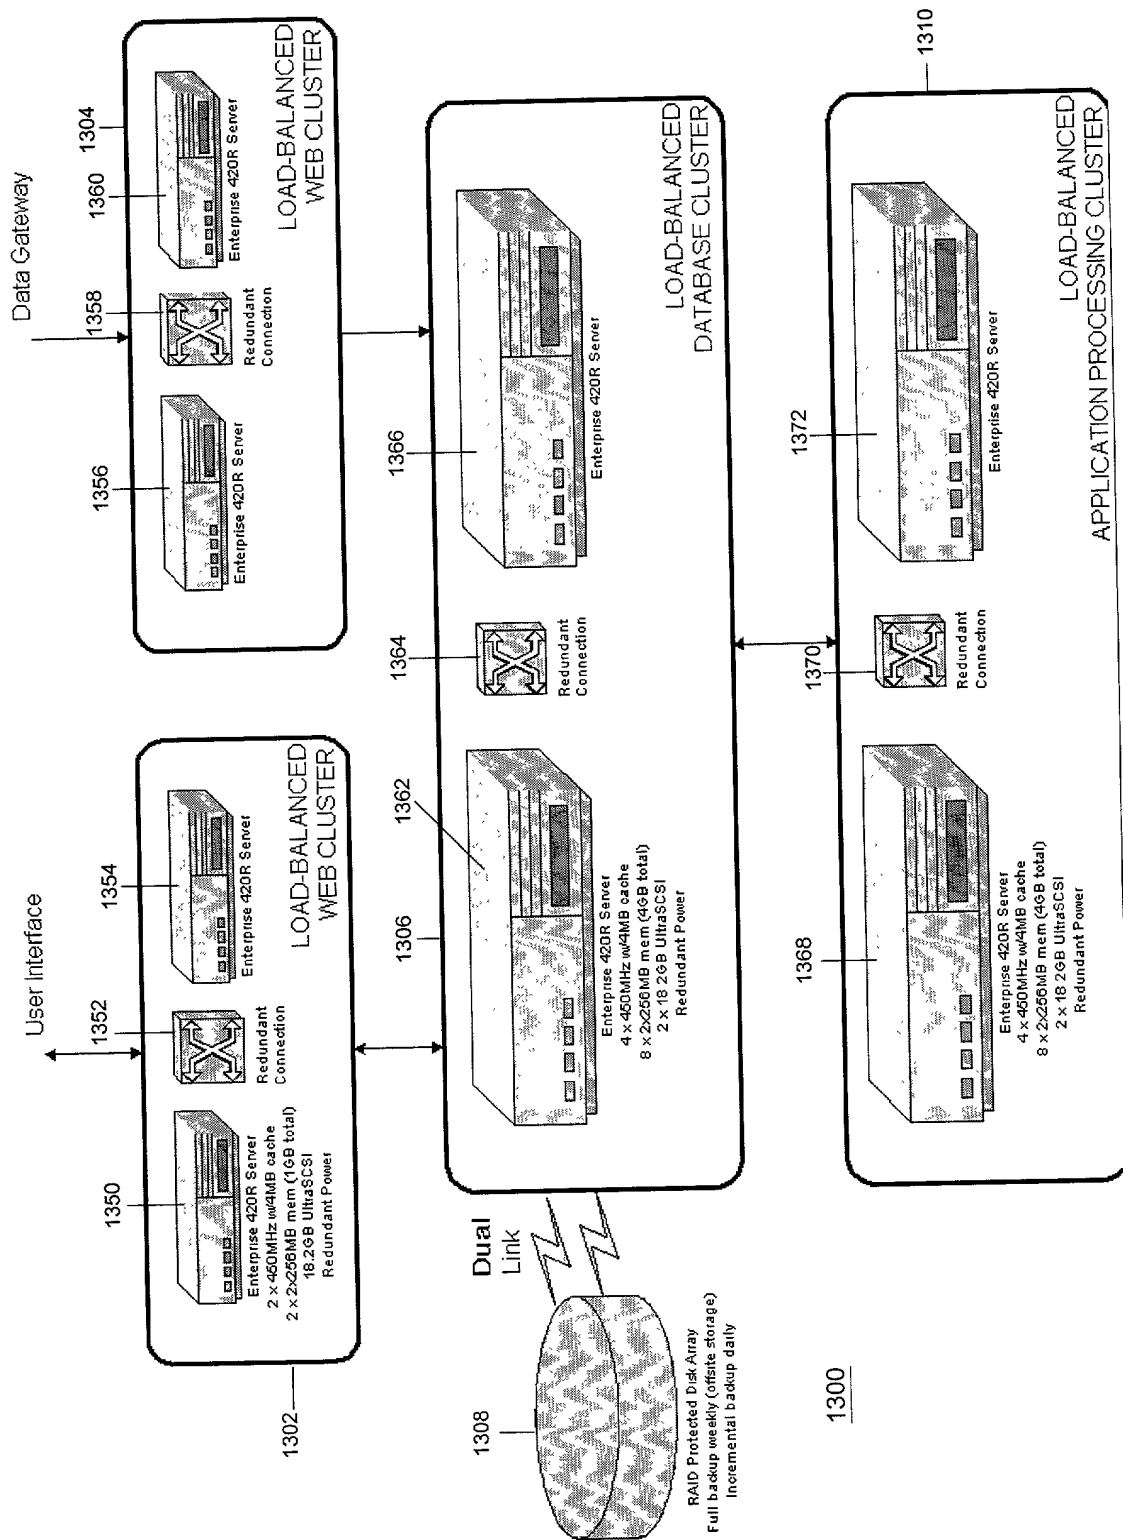 User Interface
Data Gateway
1350
1352
1354
Enterprise 420R Server
2 x 450MHz w/4MB cache
2 x 2x256MB mem (1GB total)
18.2GB UltraSCSI
Redundant Power
Redundant
Connection
Enterprise 420R Server
LOAD-BALANCED
WEB CLUSTER
1302
1356
1358
1360
1304
Enterprise 420R Server
Redundant
Connection
Enterprise 420R Server
LOAD-BALANCED
WEB CLUSTER
1306
1362
1364
1366
Enterprise 420R Server
4 x 450MHz w/4MB cache
8 x 2x256MB mem (4GB total)
2 x 18.2GB UltraSCSI
Redundant Power
Redundant
Connection
Enterprise 420R Server
LOAD-BALANCED
DATABASE CLUSTER
Dual
Link
1308
RAID Protected Disk Array
Full backup weekly (offsite storage)
Incremental backup daily
1310
1368
1370
1372
Enterprise 420R Server
4 x 450MHz w/4MB cache
8 x 2x256MB mem (4GB total)
2 x 18.2GB UltraSCSI
Redundant Power
Redundant
Connection
Enterprise 420R Server
LOAD-BALANCED
APPLICATION PROCESSING CLUSTER
1300